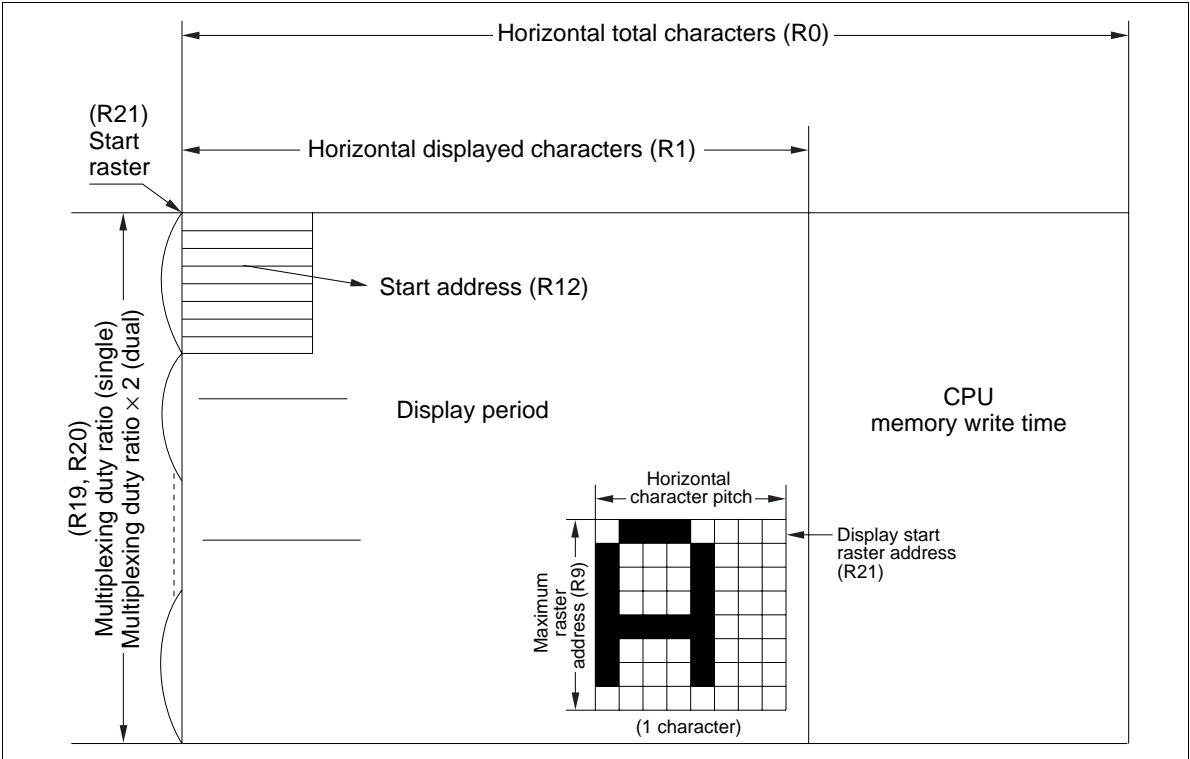 Horizontal total characters (R0)
(R21)
Start
raster
Horizontal displayed characters (R1)
Start address (R12)
(R19, R20)
Multiplexing duty ratio (single)
Multiplexing duty ratio × 2 (dual)
Display period
CPU
memory write time
Horizontal
character pitch
Maximum
raster
address (R9)
Display start
raster address
(R21)
(1 character)